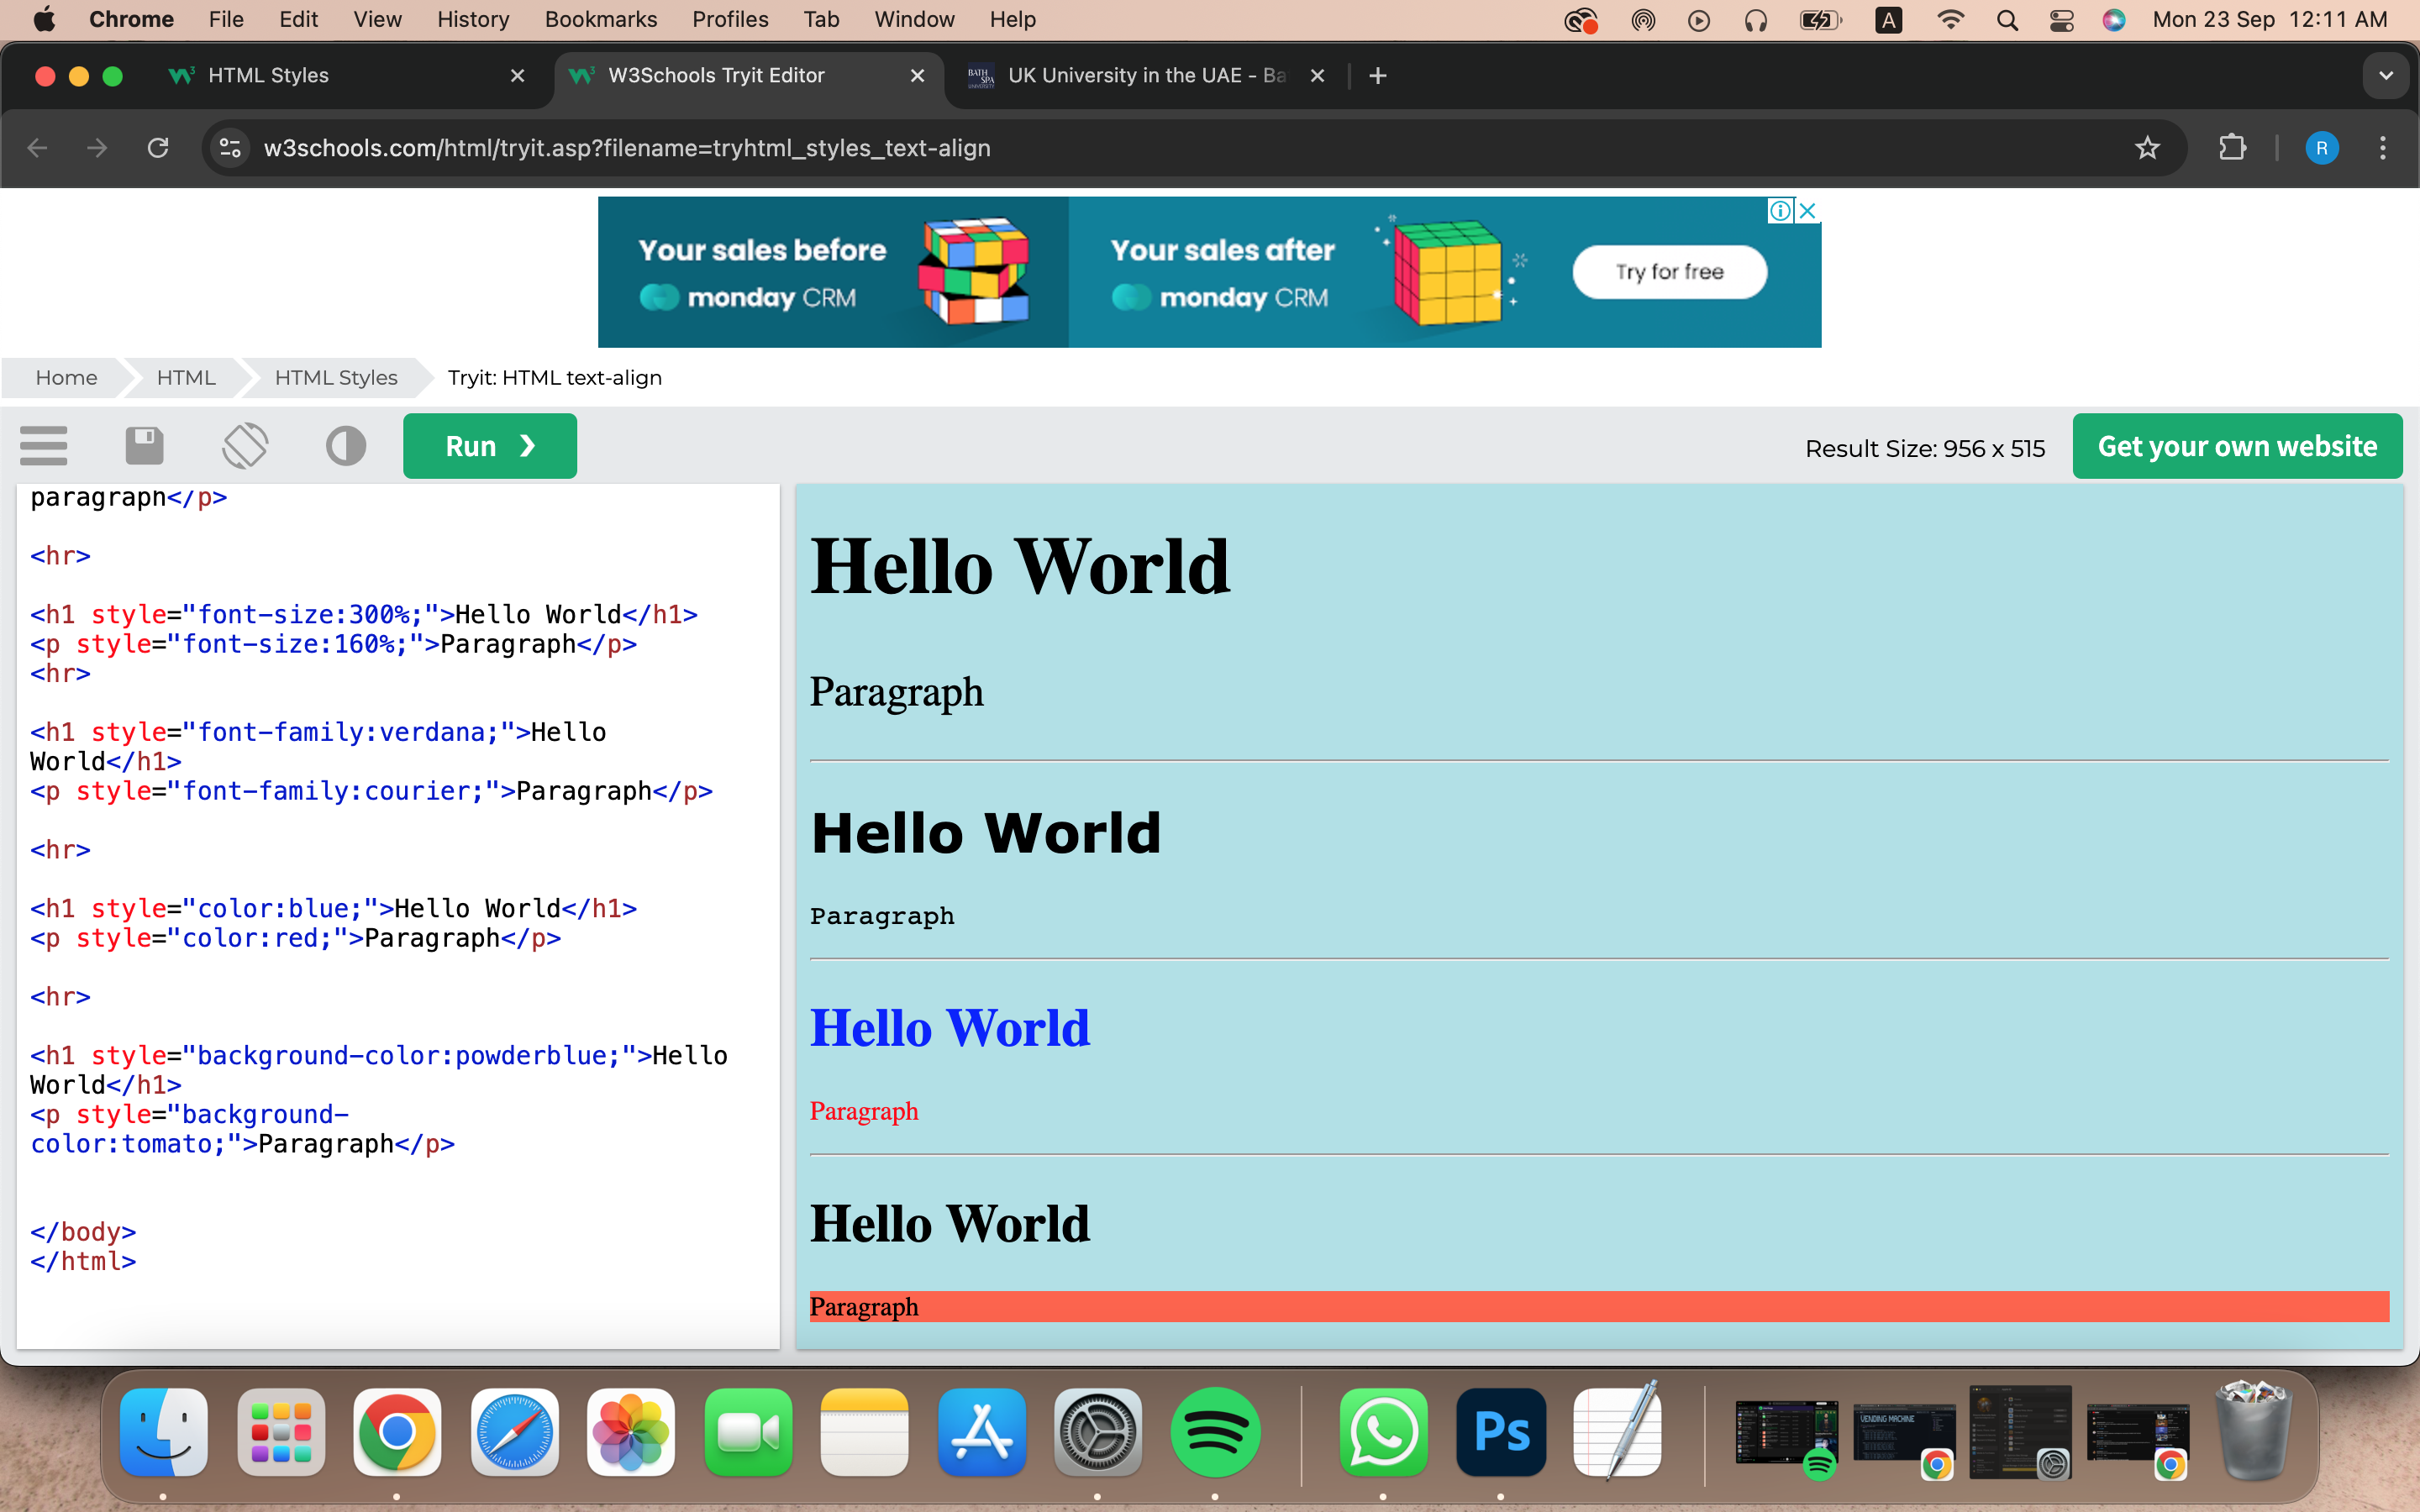 Chrome File Edit View History Bookmarks Profiles Tab Window Help A Mon 23 Sep 12:11 AM
HTML Styles W3Schools Tryit Editor UK University in the UAE - Ba
w3schools.com/html/tryit.asp?filename=tryhtml_styles_text-align R
Your sales before
monday CRM
Your sales after
monday CRM
Try for free
Home HTML HTML Styles Tryit: HTML text-align
Run ❯ Result Size: 956 x 515 Get your own website
paragraph</p>
<hr>
<h1 style="font-size:300%;">Hello World</h1>
<p style="font-size:160%;">Paragraph</p>
<hr>
<h1 style="font-family:verdana;">Hello
World</h1>
<p style="font-family:courier;">Paragraph</p>
<hr>
<h1 style="color:blue;">Hello World</h1>
<p style="color:red;">Paragraph</p>
<hr>
<h1 style="background-color:powderblue;">Hello
World</h1>
<p style="background-
color:tomato;">Paragraph</p>
</body>
</html>
Hello World
Paragraph
Hello World
Paragraph
Hello World
Paragraph
Hello World
Paragraph
Ps
VENDING MACHINE